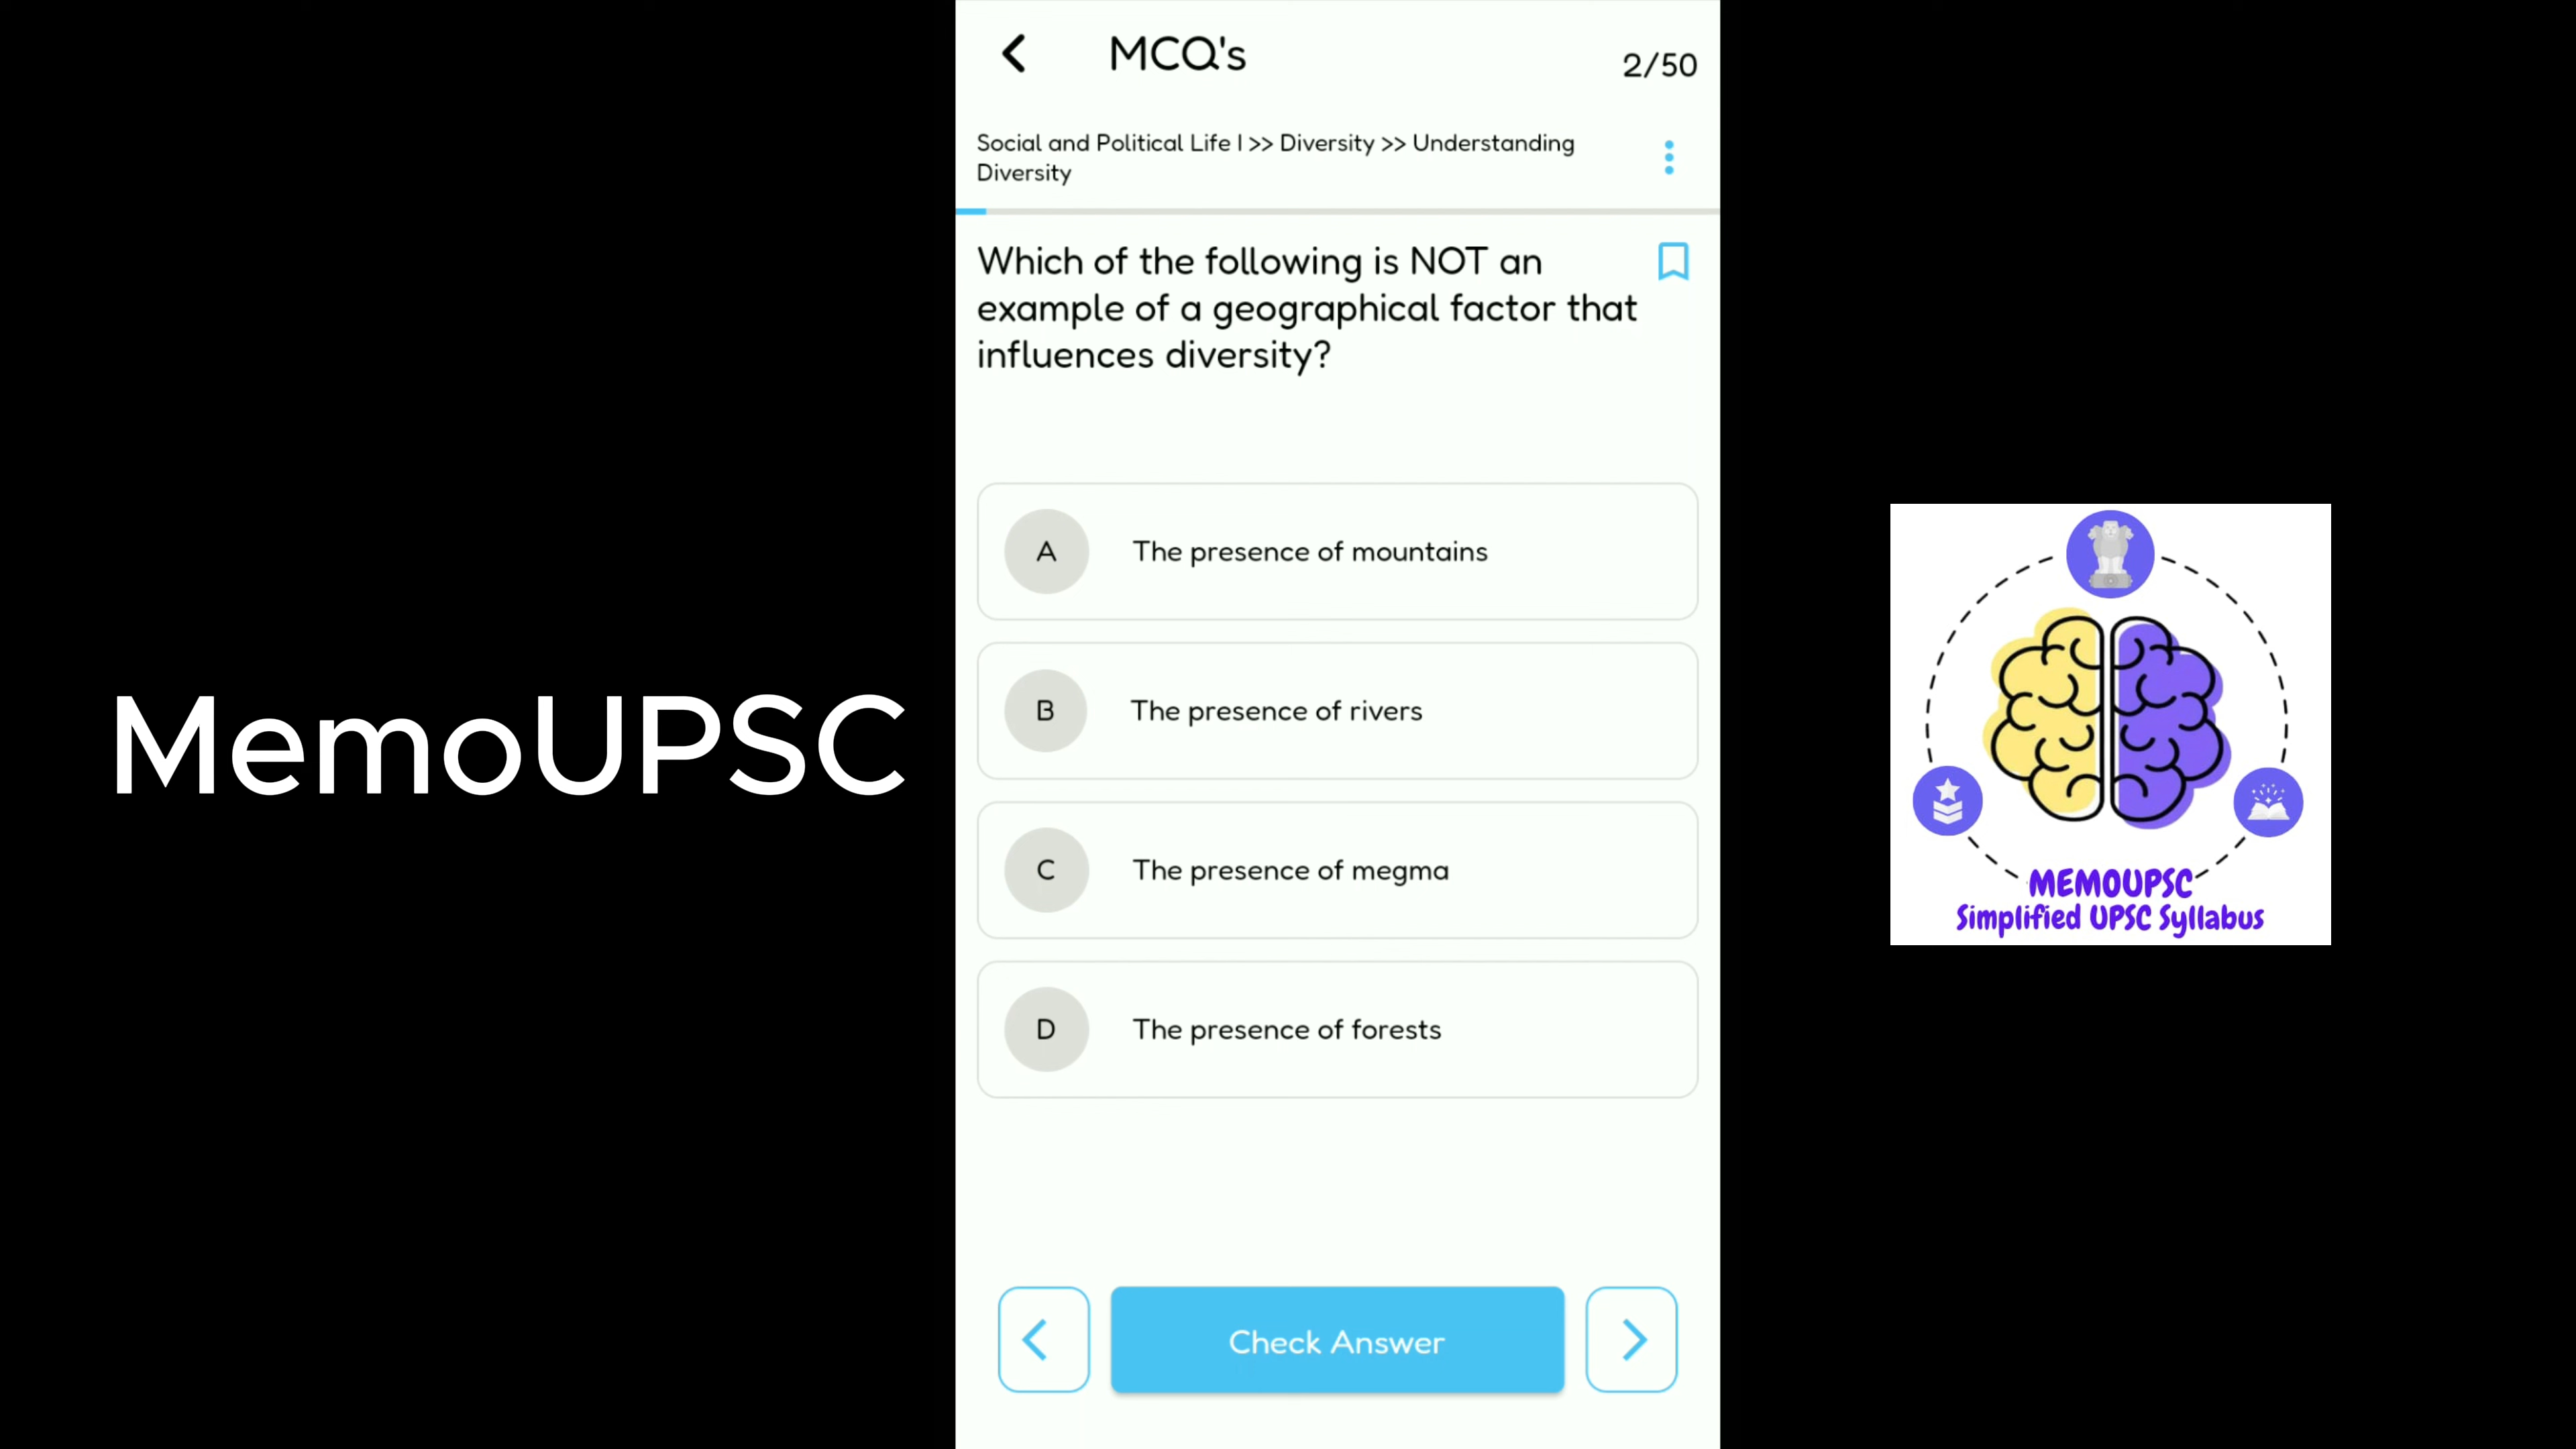 MCQ's
2/50
Social and Political Life I >> Diversity >> Understanding
Diversity
Which of the following is NOT an
example of a geographical factor that
influences diversity?
A The presence of mountains
B The presence of rivers
C The presence of megma
D The presence of forests
Check Answer
MemoUPSC
MEMOUPSC
Simplified UPSC Syllabus